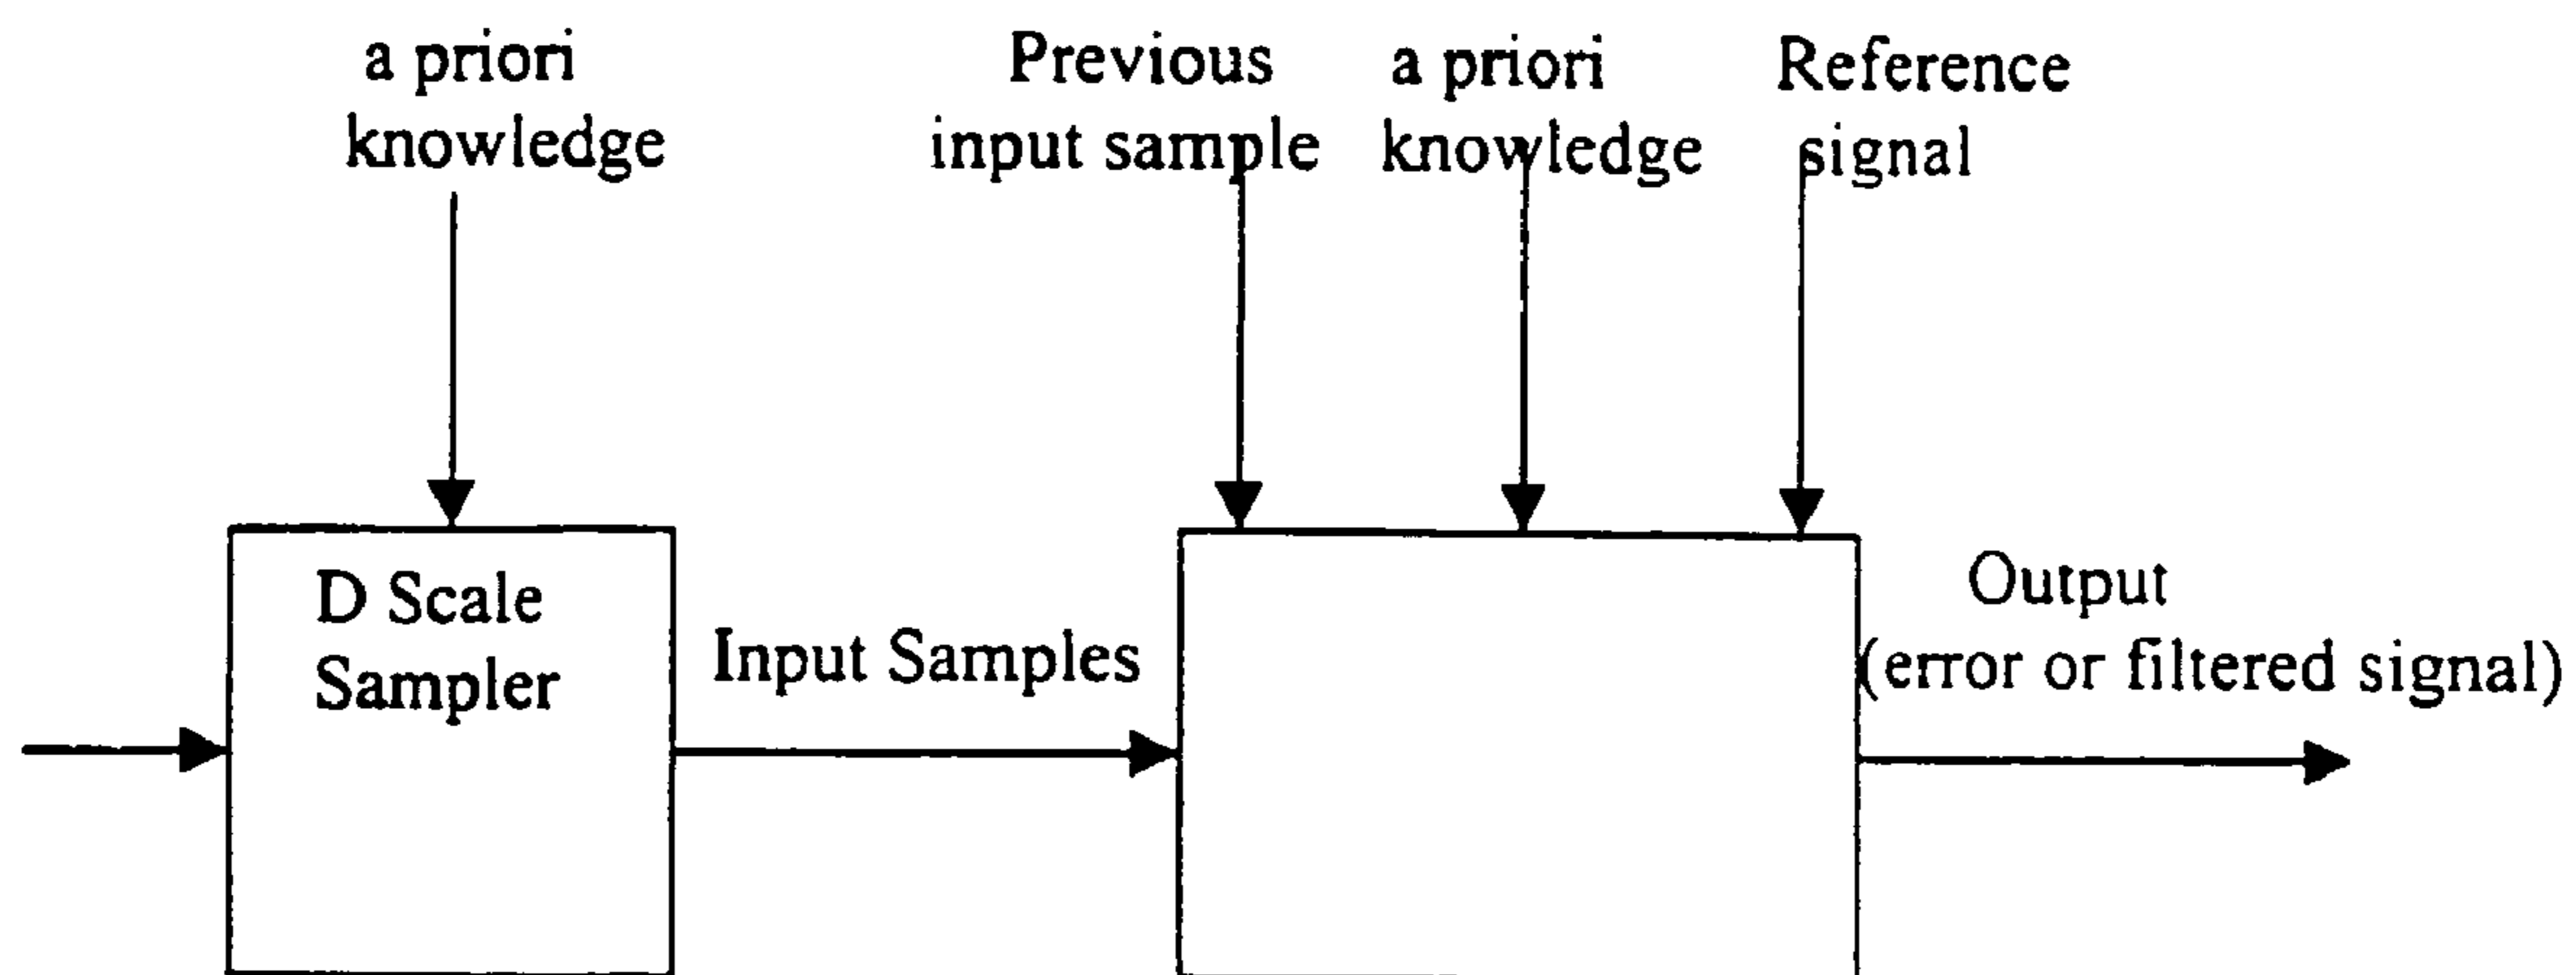 a priori
knowledge
Previous
input sample
a priori
knowledge
Reference
signal
D Scale
Sampler
Input Samples
Output
(error or filtered signal)